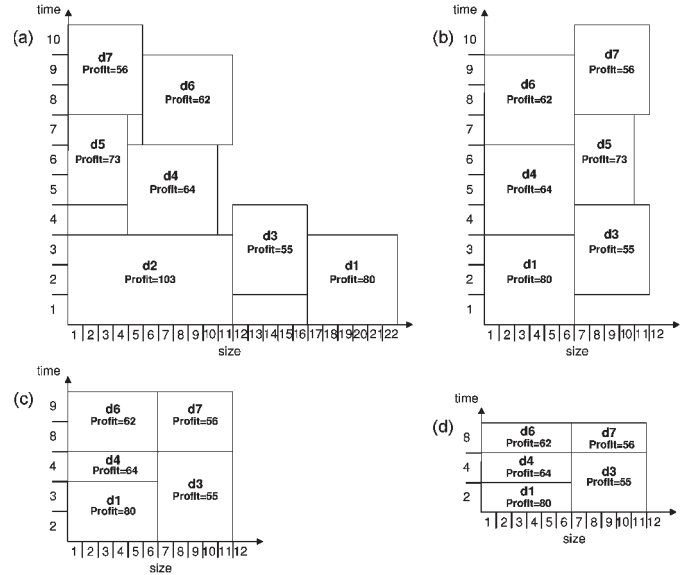 time
(a)
10
9
8
7
6
5
4
3
2
1
d7
Profit=56
d6
Profit=62
d5
Profit=73
d4
Profit=64
d3
Profit=55
d2
Profit=103
d1
Profit=80
1 2 3 4 5 6 7 8 9 10 11 12 13 14 15 16 17 18 19 20 21 22
size
time
(b)
10
9
8
7
6
5
4
3
2
1
d7
Profit=56
d6
Profit=62
d5
Profit=73
d4
Profit=64
d3
Profit=55
d1
Profit=80
1 2 3 4 5 6 7 8 9 10 11 12
size
time
(c)
9
8
4
3
2
d6
Profit=62
d7
Profit=56
d4
Profit=64
d3
Profit=55
d1
Profit=80
1 2 3 4 5 6 7 8 9 10 11 12
size
time
(d)
8
4
2
d6
Profit=62
d7
Profit=56
d4
Profit=64
d3
Profit=55
d1
Profit=80
1 2 3 4 5 6 7 8 9 10 11 12
size